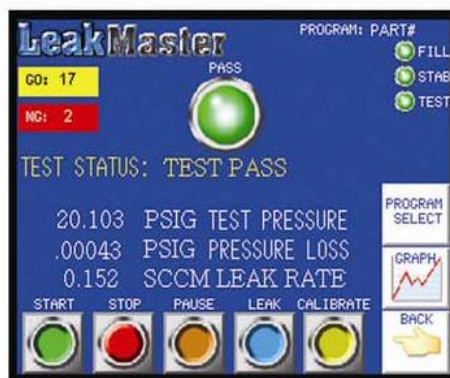 LeakMaster
PROGRAM: PART#
FILL
GO: 17
PASS
STAB
NG: 2
TEST
TEST STATUS: TEST PASS
20.103 PSIG TEST PRESSURE
.00043 PSIG PRESSURE LOSS
0.152 SCCM LEAK RATE
PROGRAM
SELECT
GRAPH
START STOP PAUSE LEAK CALIBRATE
BACK